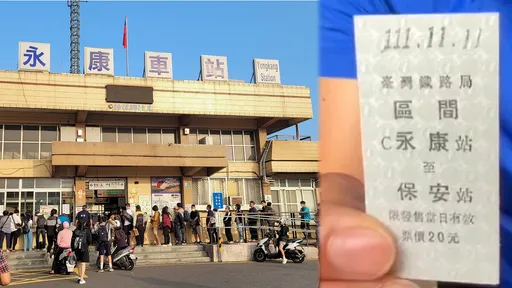 永康車站
Yongkang
Station
111.11.11
臺灣鐵路局
區間
C永康站
至
保安站
限發售當日有效
票價20元